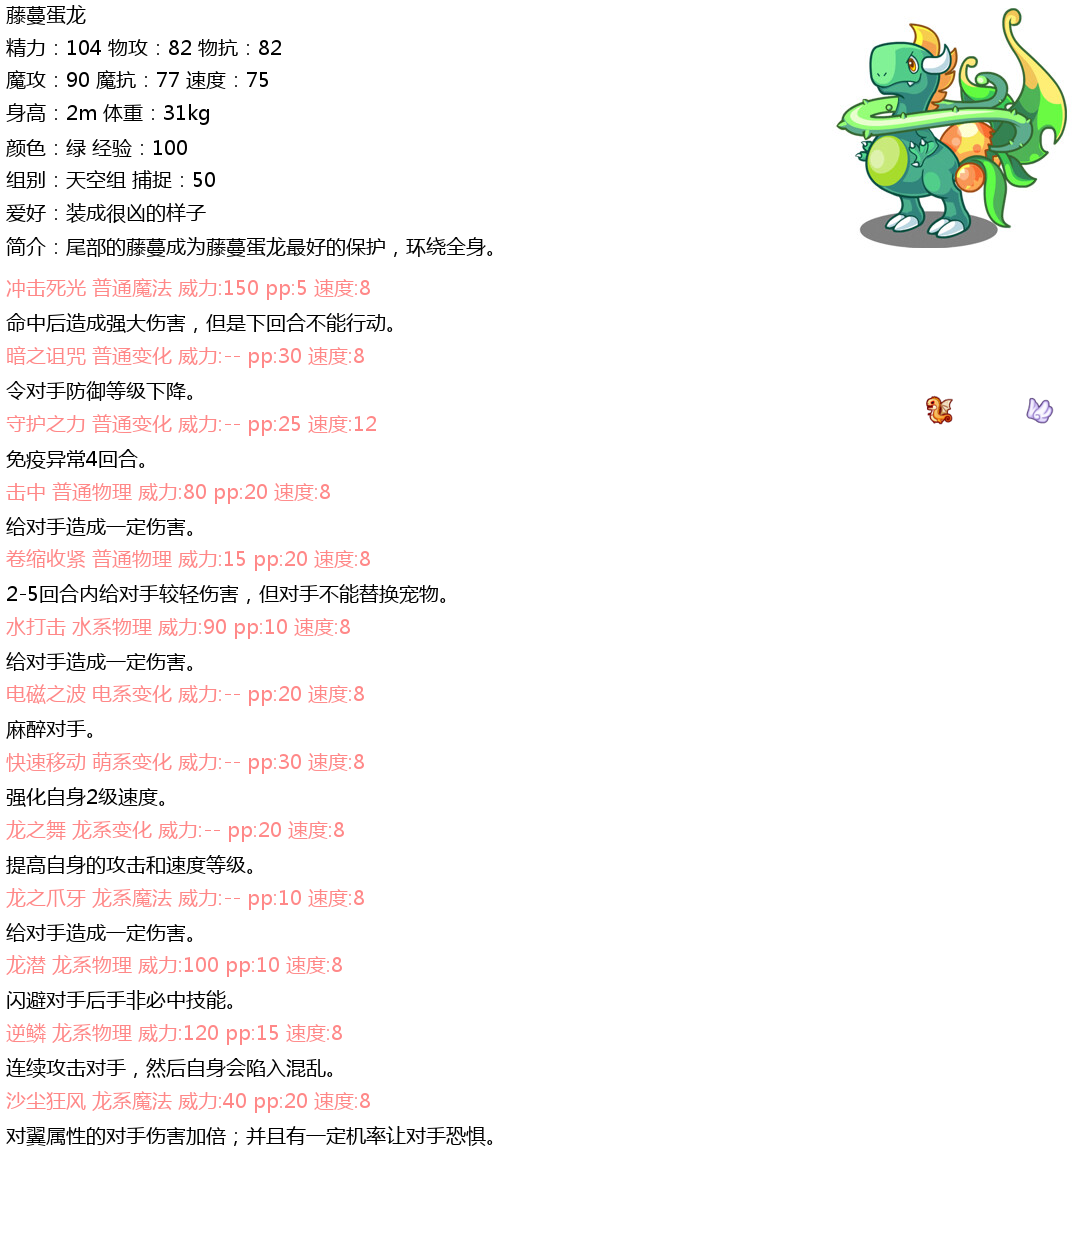 藤蔓蛋龙
精力：104 物攻：82 物抗：82
魔攻：90 魔抗：77 速度：75
身高：2m 体重：31kg
颜色：绿 经验：100
组别：天空组 捕捉：50
爱好：装成很凶的样子
简介：尾部的藤蔓成为藤蔓蛋龙最好的保护，环绕全身。
冲击死光 普通魔法 威力:150 pp:5 速度:8
命中后造成强大伤害，但是下回合不能行动。
暗之诅咒 普通变化 威力:-- pp:30 速度:8
令对手防御等级下降。
守护之力 普通变化 威力:-- pp:25 速度:12
免疫异常4回合。
击中 普通物理 威力:80 pp:20 速度:8
给对手造成一定伤害。
卷缩收紧 普通物理 威力:15 pp:20 速度:8
2-5回合内给对手较轻伤害，但对手不能替换宠物。
水打击 水系物理 威力:90 pp:10 速度:8
给对手造成一定伤害。
电磁之波 电系变化 威力:-- pp:20 速度:8
麻醉对手。
快速移动 萌系变化 威力:-- pp:30 速度:8
强化自身2级速度。
龙之舞 龙系变化 威力:-- pp:20 速度:8
提高自身的攻击和速度等级。
龙之爪牙 龙系魔法 威力:-- pp:10 速度:8
给对手造成一定伤害。
龙潜 龙系物理 威力:100 pp:10 速度:8
闪避对手后手非必中技能。
逆鳞 龙系物理 威力:120 pp:15 速度:8
连续攻击对手，然后自身会陷入混乱。
沙尘狂风 龙系魔法 威力:40 pp:20 速度:8
对翼属性的对手伤害加倍；并且有一定机率让对手恐惧。